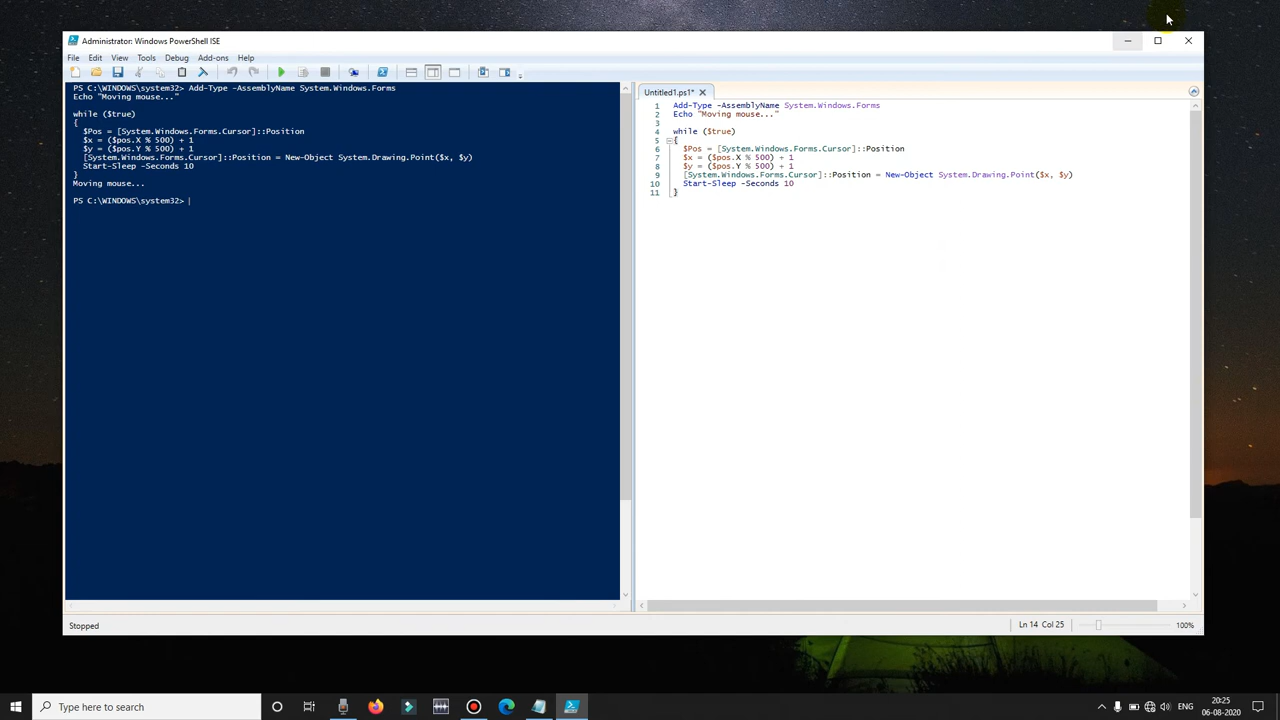 Administrator: Windows PowerShell ISE
File Edit View Tools Debug Add-ons Help
PS C:\WINDOWS\system32> Add-Type -AssemblyName System.Windows.Forms
Echo "Moving mouse..."
while ($true)
{
$Pos = [System.Windows.Forms.Cursor]::Position
$x = ($pos.X % 500) + 1
$y = ($pos.Y % 500) + 1
[System.Windows.Forms.Cursor]::Position = New-Object System.Drawing.Point($x, $y)
Start-Sleep -Seconds 10
}
Moving mouse...
PS C:\WINDOWS\system32>
Untitled1.ps1*
1 Add-Type -AssemblyName System.Windows.Forms
2 Echo "Moving mouse..."
3
4 while ($true)
5 {
6 $Pos = [System.Windows.Forms.Cursor]::Position
7 $x = ($pos.X % 500) + 1
8 $y = ($pos.Y % 500) + 1
9 [System.Windows.Forms.Cursor]::Position = New-Object System.Drawing.Point($x, $y)
10 Start-Sleep -Seconds 10
11 }
Stopped
Ln 14 Col 25
100%
Type here to search
ENG
20:25
06-08-2020